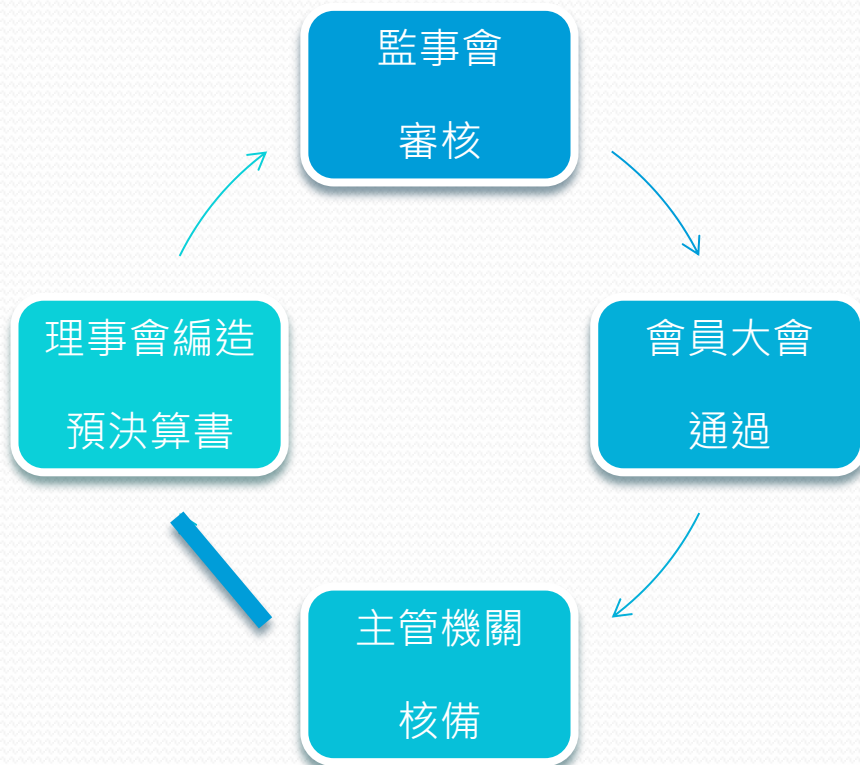 監事會
審核
理事會編造
預決算書
會員大會
通過
主管機關
核備